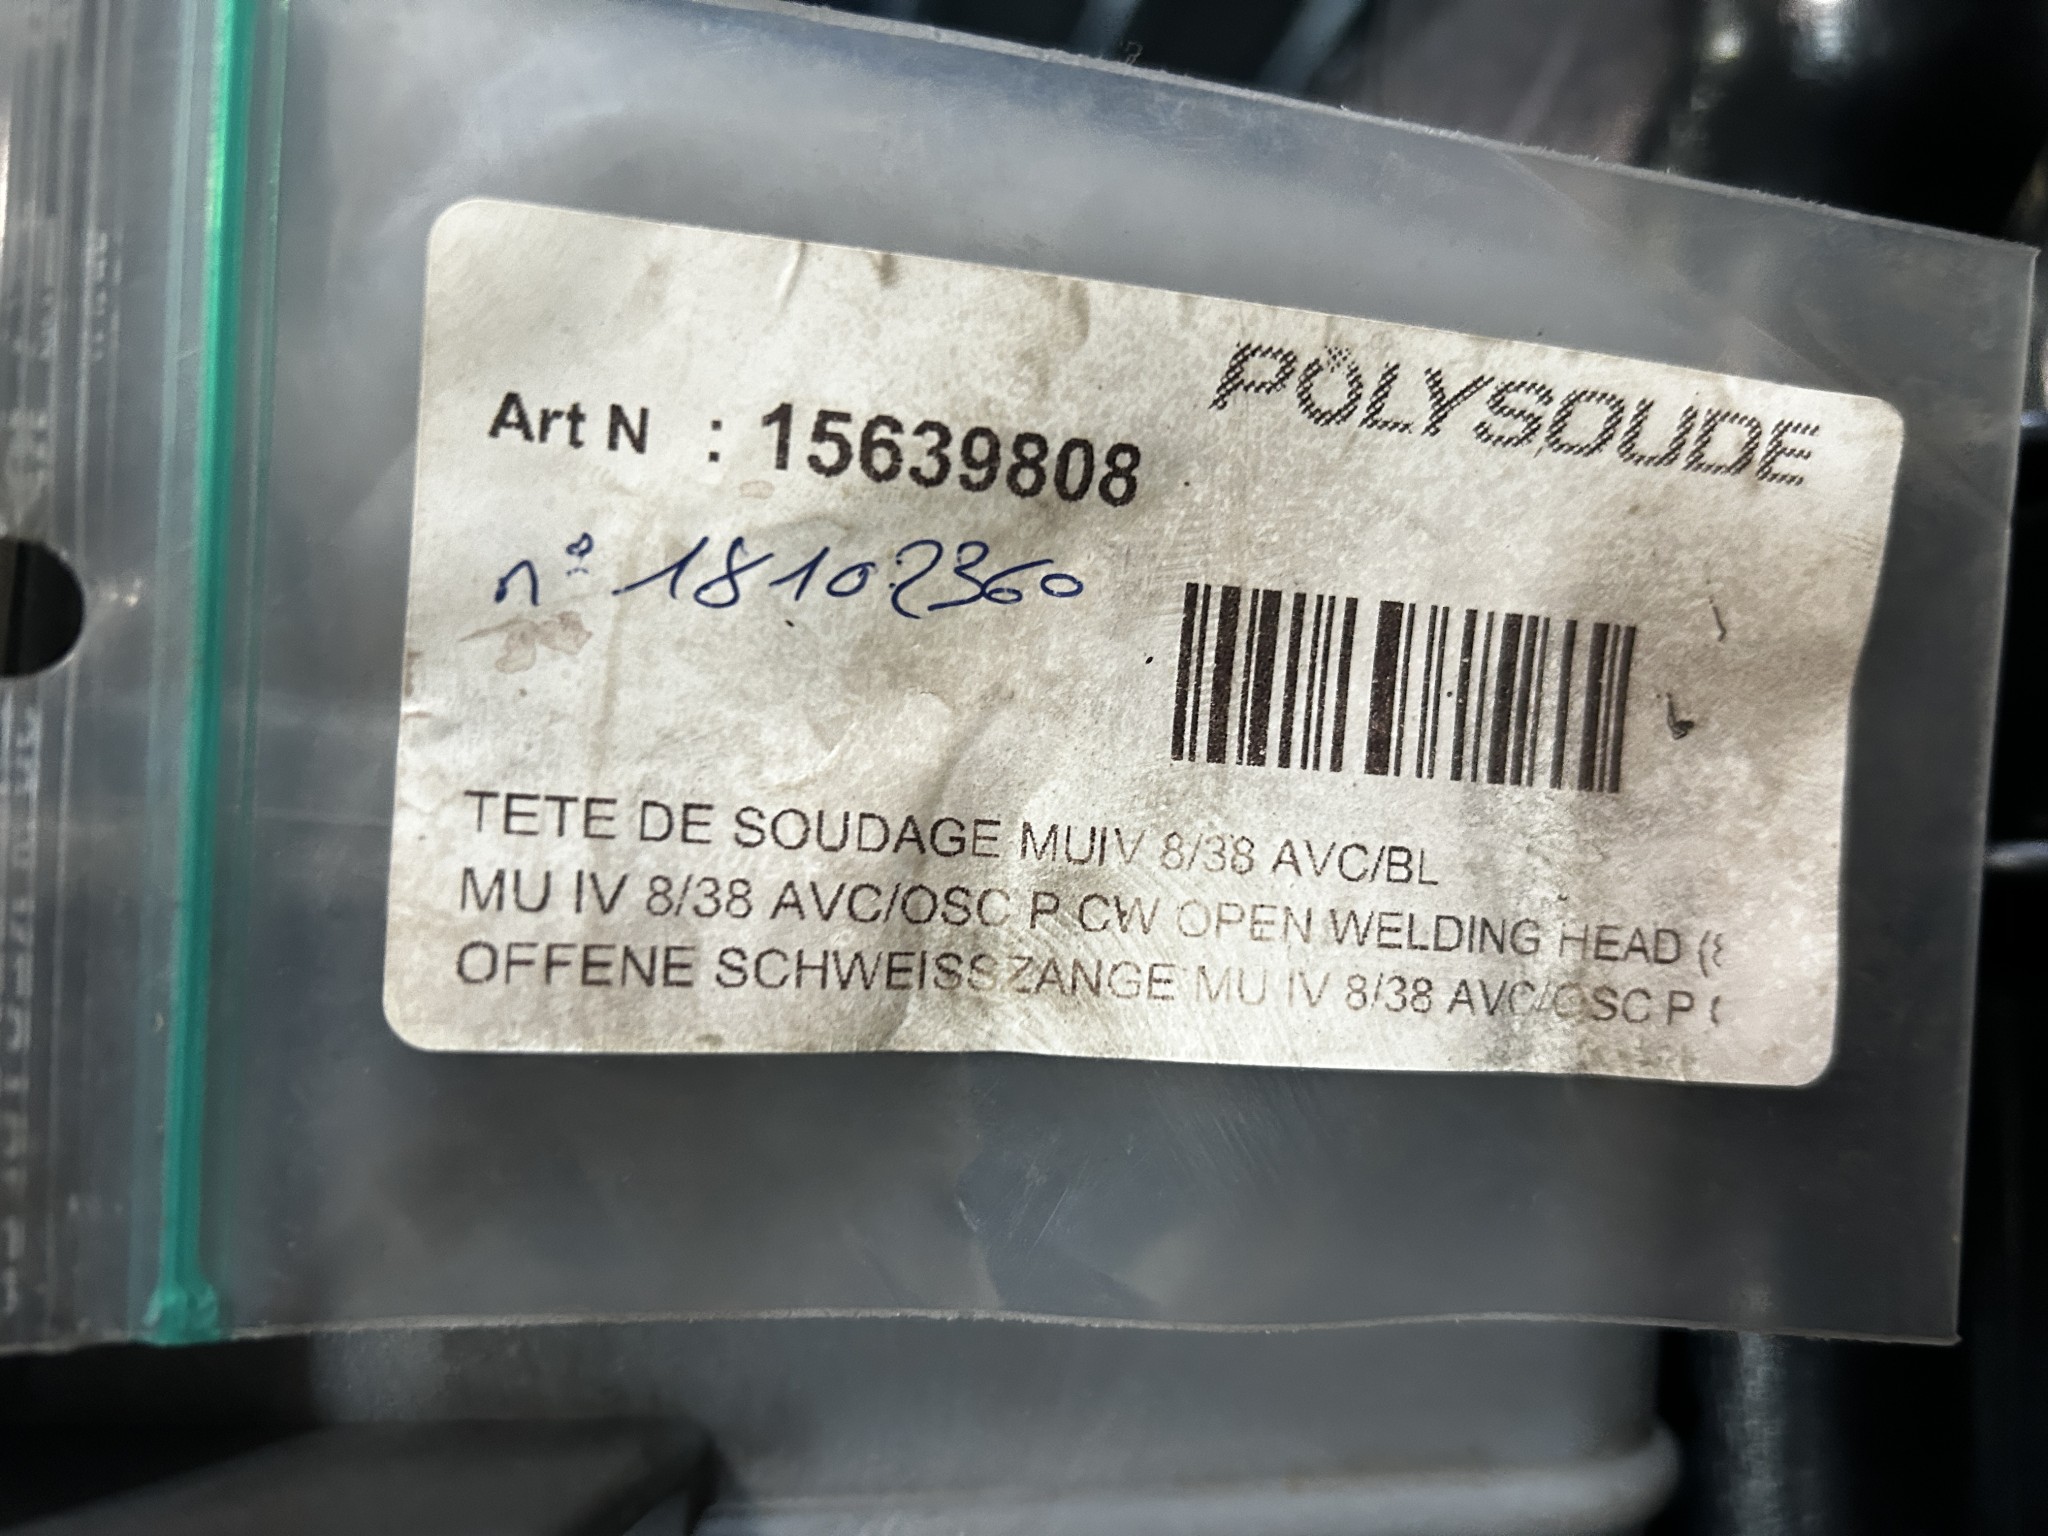 POLYSOUDE
Art N : 15639808
n° 18102360
TETE DE SOUDAGE MUIV 8/38 AVC/BL
MU IV 8/38 AVC/OSC P CW OPEN WELDING HEAD (
OFFENE SCHWEISSZANGE MU IV 8/38 AVC/OSC P